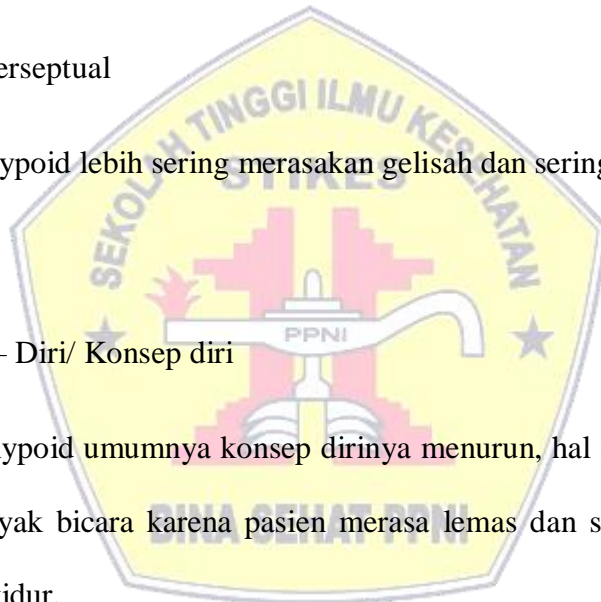 erseptual
SEKOLAH TINGGI ILMU KESEHATAN
ypoid lebih sering merasakan gelisah dan sering
STIKES
PPNI
– Diri/ Konsep diri
ypoid umumnya konsep dirinya menurun, hal
yak bicara karena pasien merasa lemas dan s
BINA SEHAT PPNI
idur.